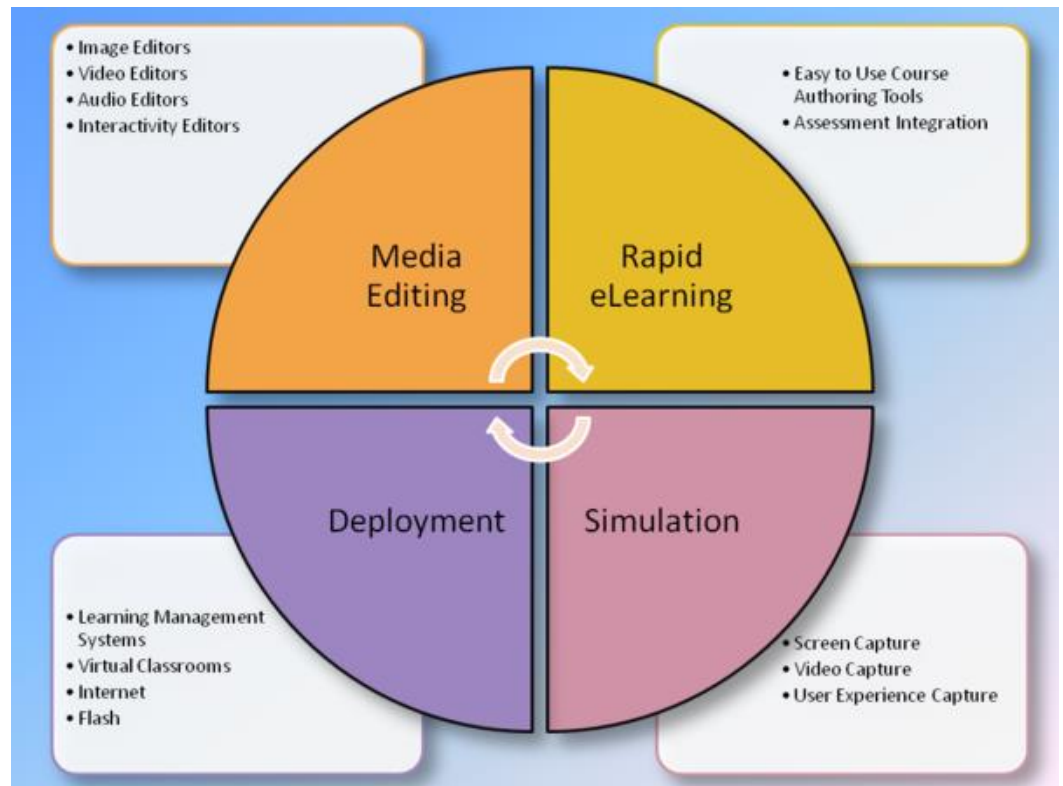 • Image Editors
• Video Editors
• Audio Editors
• Interactivity Editors
• Easy to Use Course
Authoring Tools
• Assessment Integration
Media
Editing
Rapid
eLearning
Deployment
Simulation
• Learning Management
Systems
• Virtual Classrooms
• Internet
• Flash
• Screen Capture
• Video Capture
• User Experience Capture